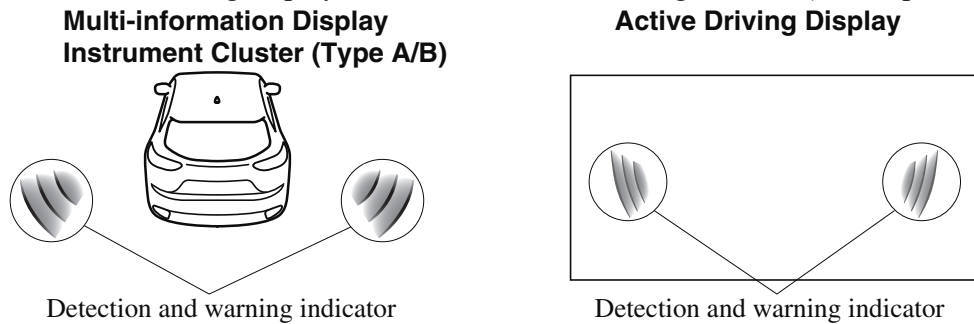 Multi-information Display
Instrument Cluster (Type A/B)
Detection and warning indicator
Active Driving Display
Detection and warning indicator